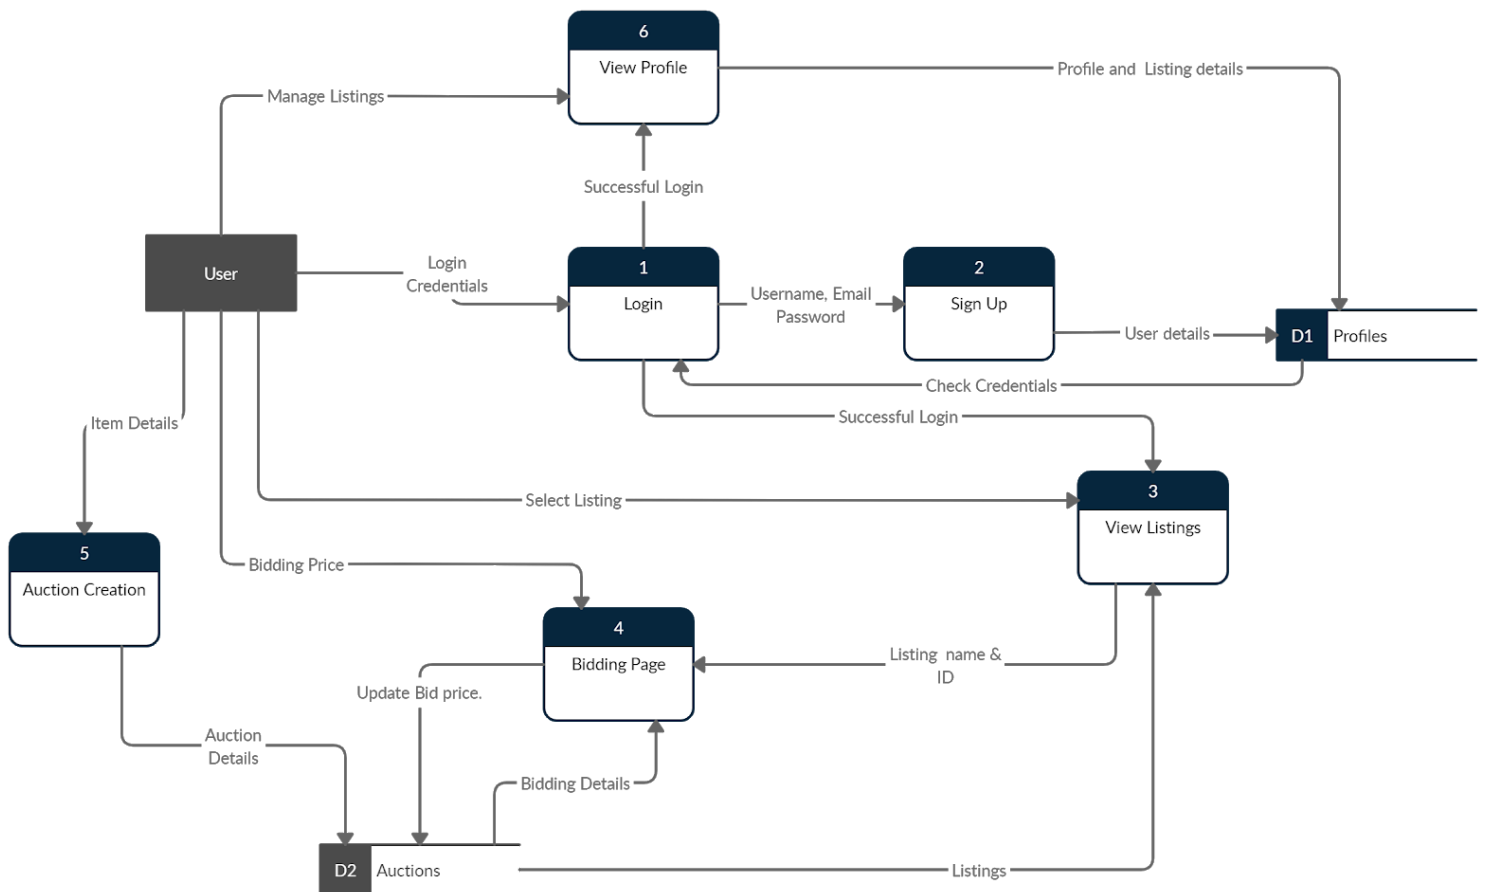 6
View Profile
Profile and Listing details
Manage Listings
Successful Login
User
Login
Credentials
1
Login
Username, Email
Password
2
Sign Up
User details
D1
Profiles
Check Credentials
Successful Login
Item Details
Select Listing
3
View Listings
5
Auction Creation
Bidding Price
4
Bidding Page
Listing name &
ID
Update Bid price.
Auction
Details
Bidding Details
D2
Auctions
Listings